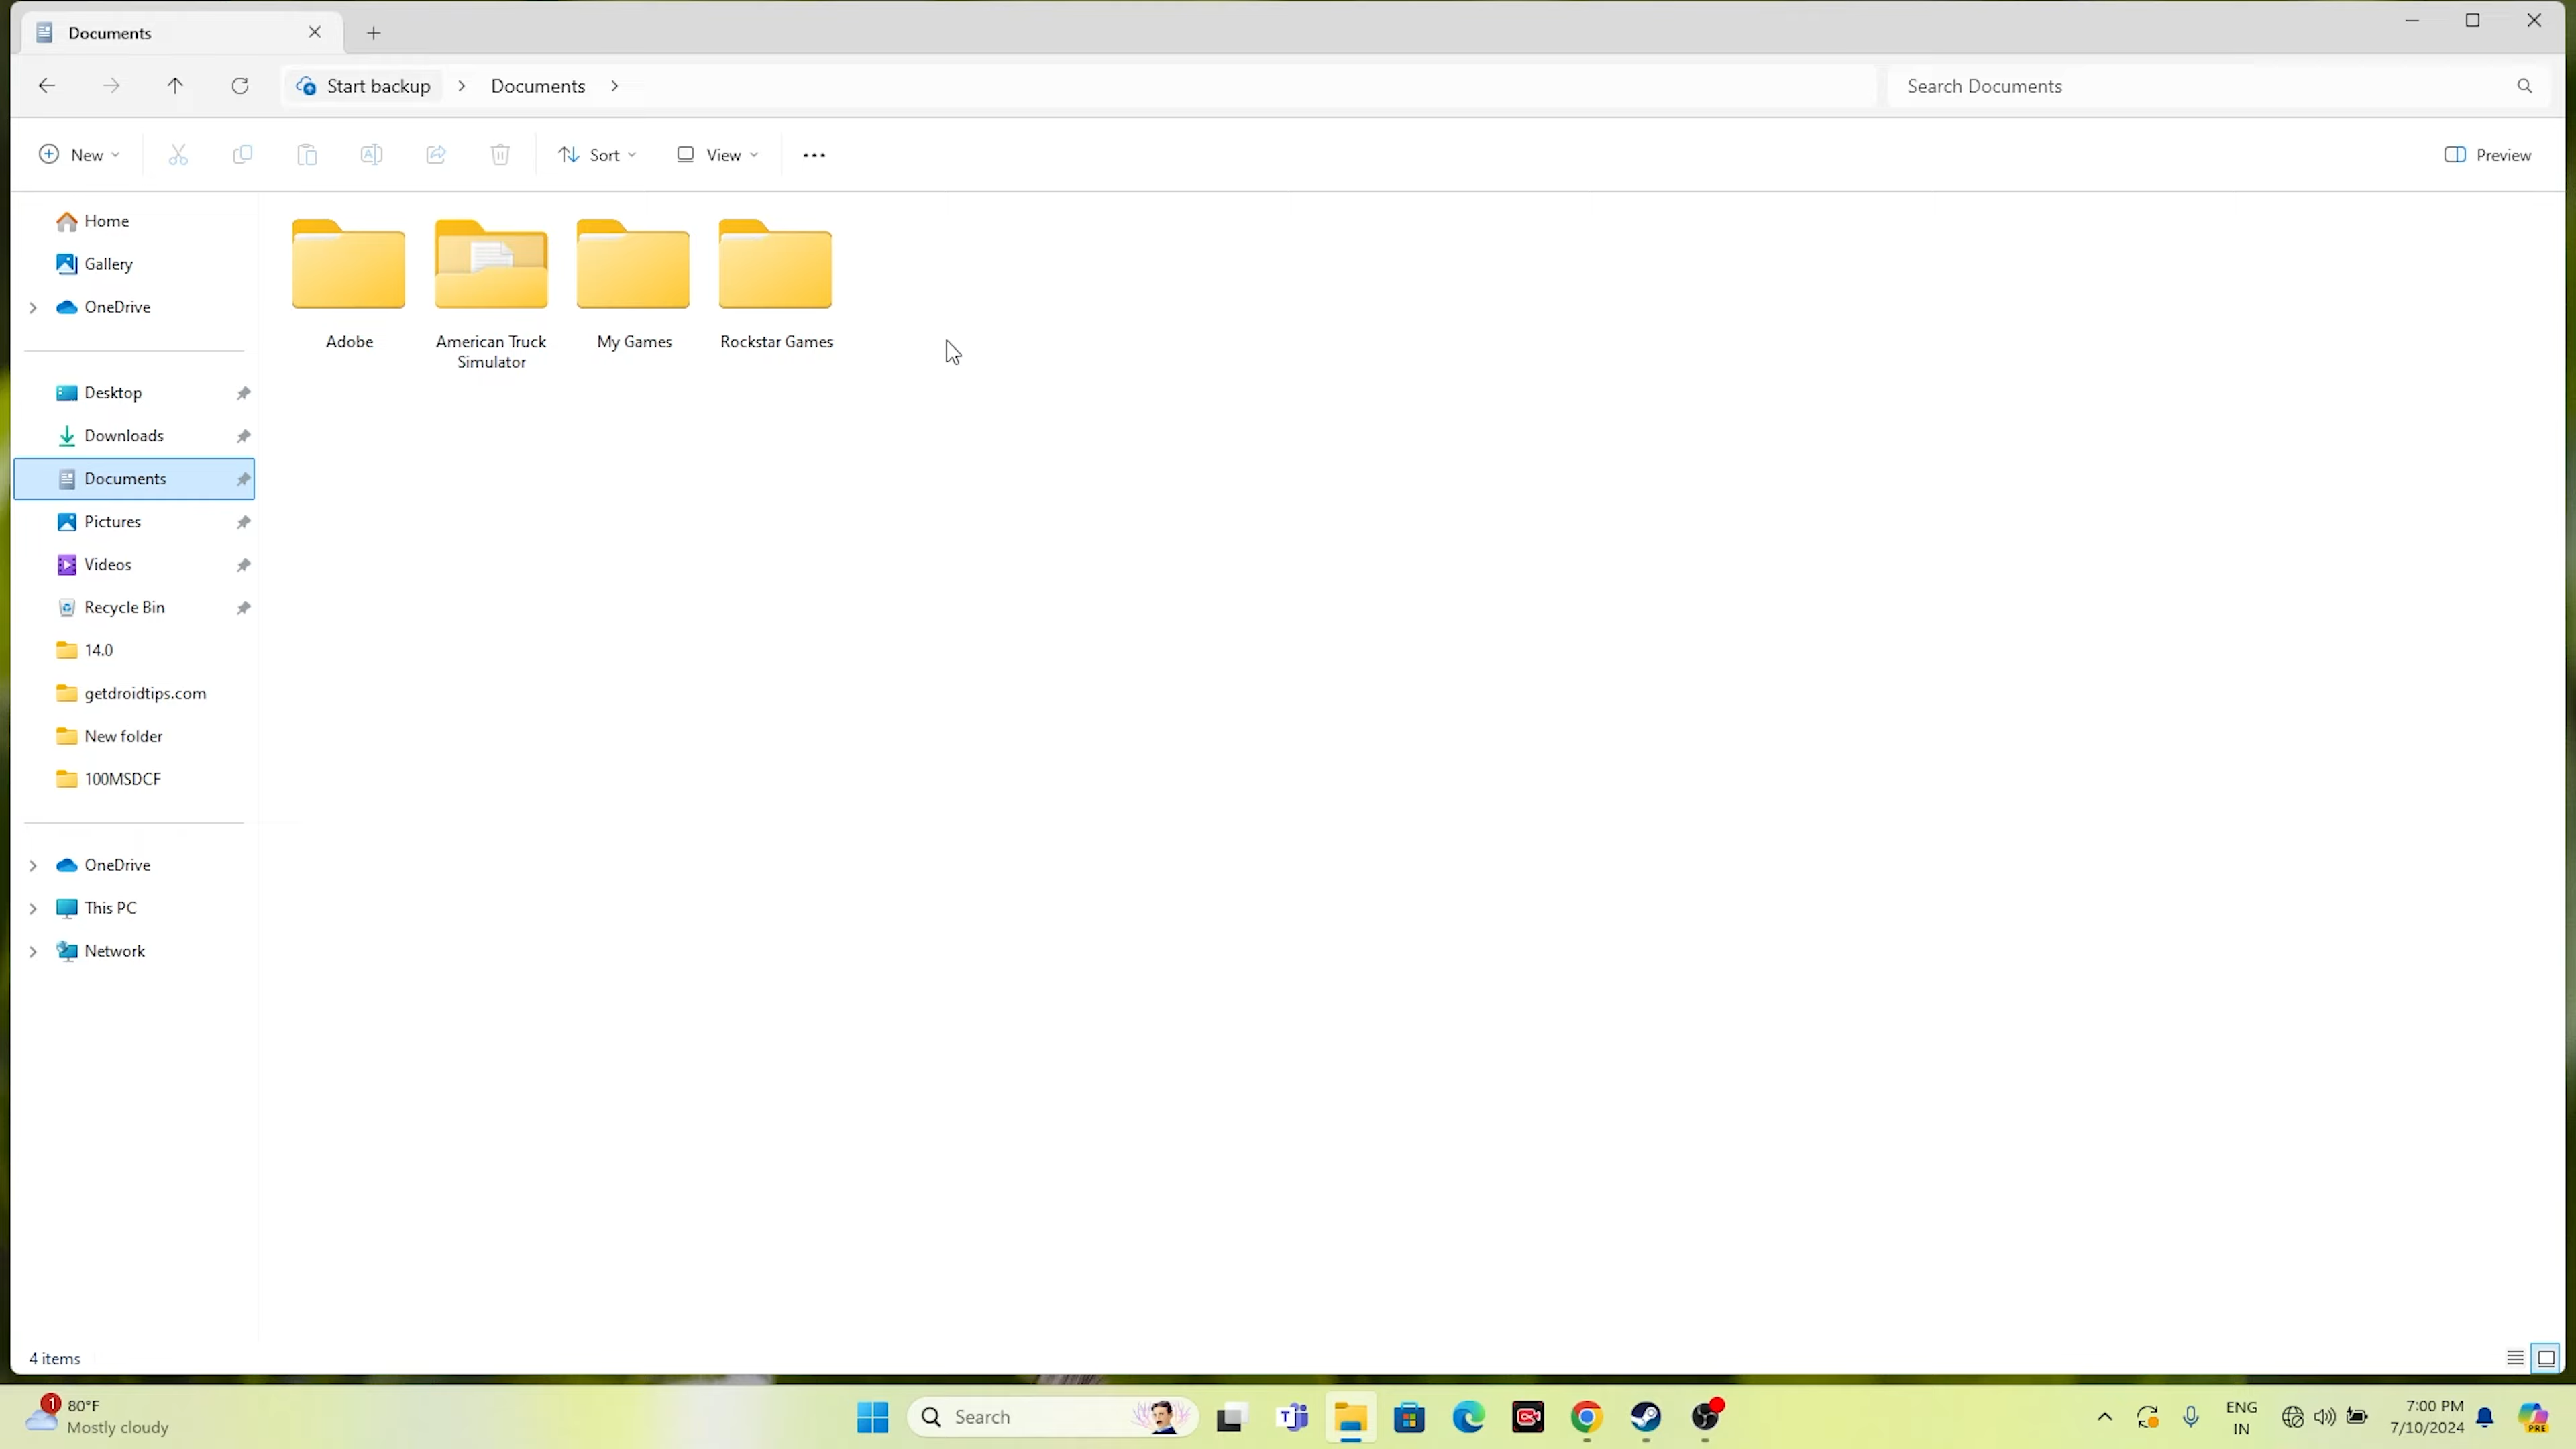 Documents
Start backup
Documents
Search Documents
New
Sort
View
Preview
Home
Gallery
OneDrive
Desktop
Downloads
Documents
Pictures
Videos
Recycle Bin
14.0
getdroidtips.com
New folder
100MSDCF
OneDrive
This PC
Network
Adobe
American Truck
Simulator
My Games
Rockstar Games
4 items
1
80°F
Mostly cloudy
Search
ENG
IN
7:00 PM
7/10/2024
PRE